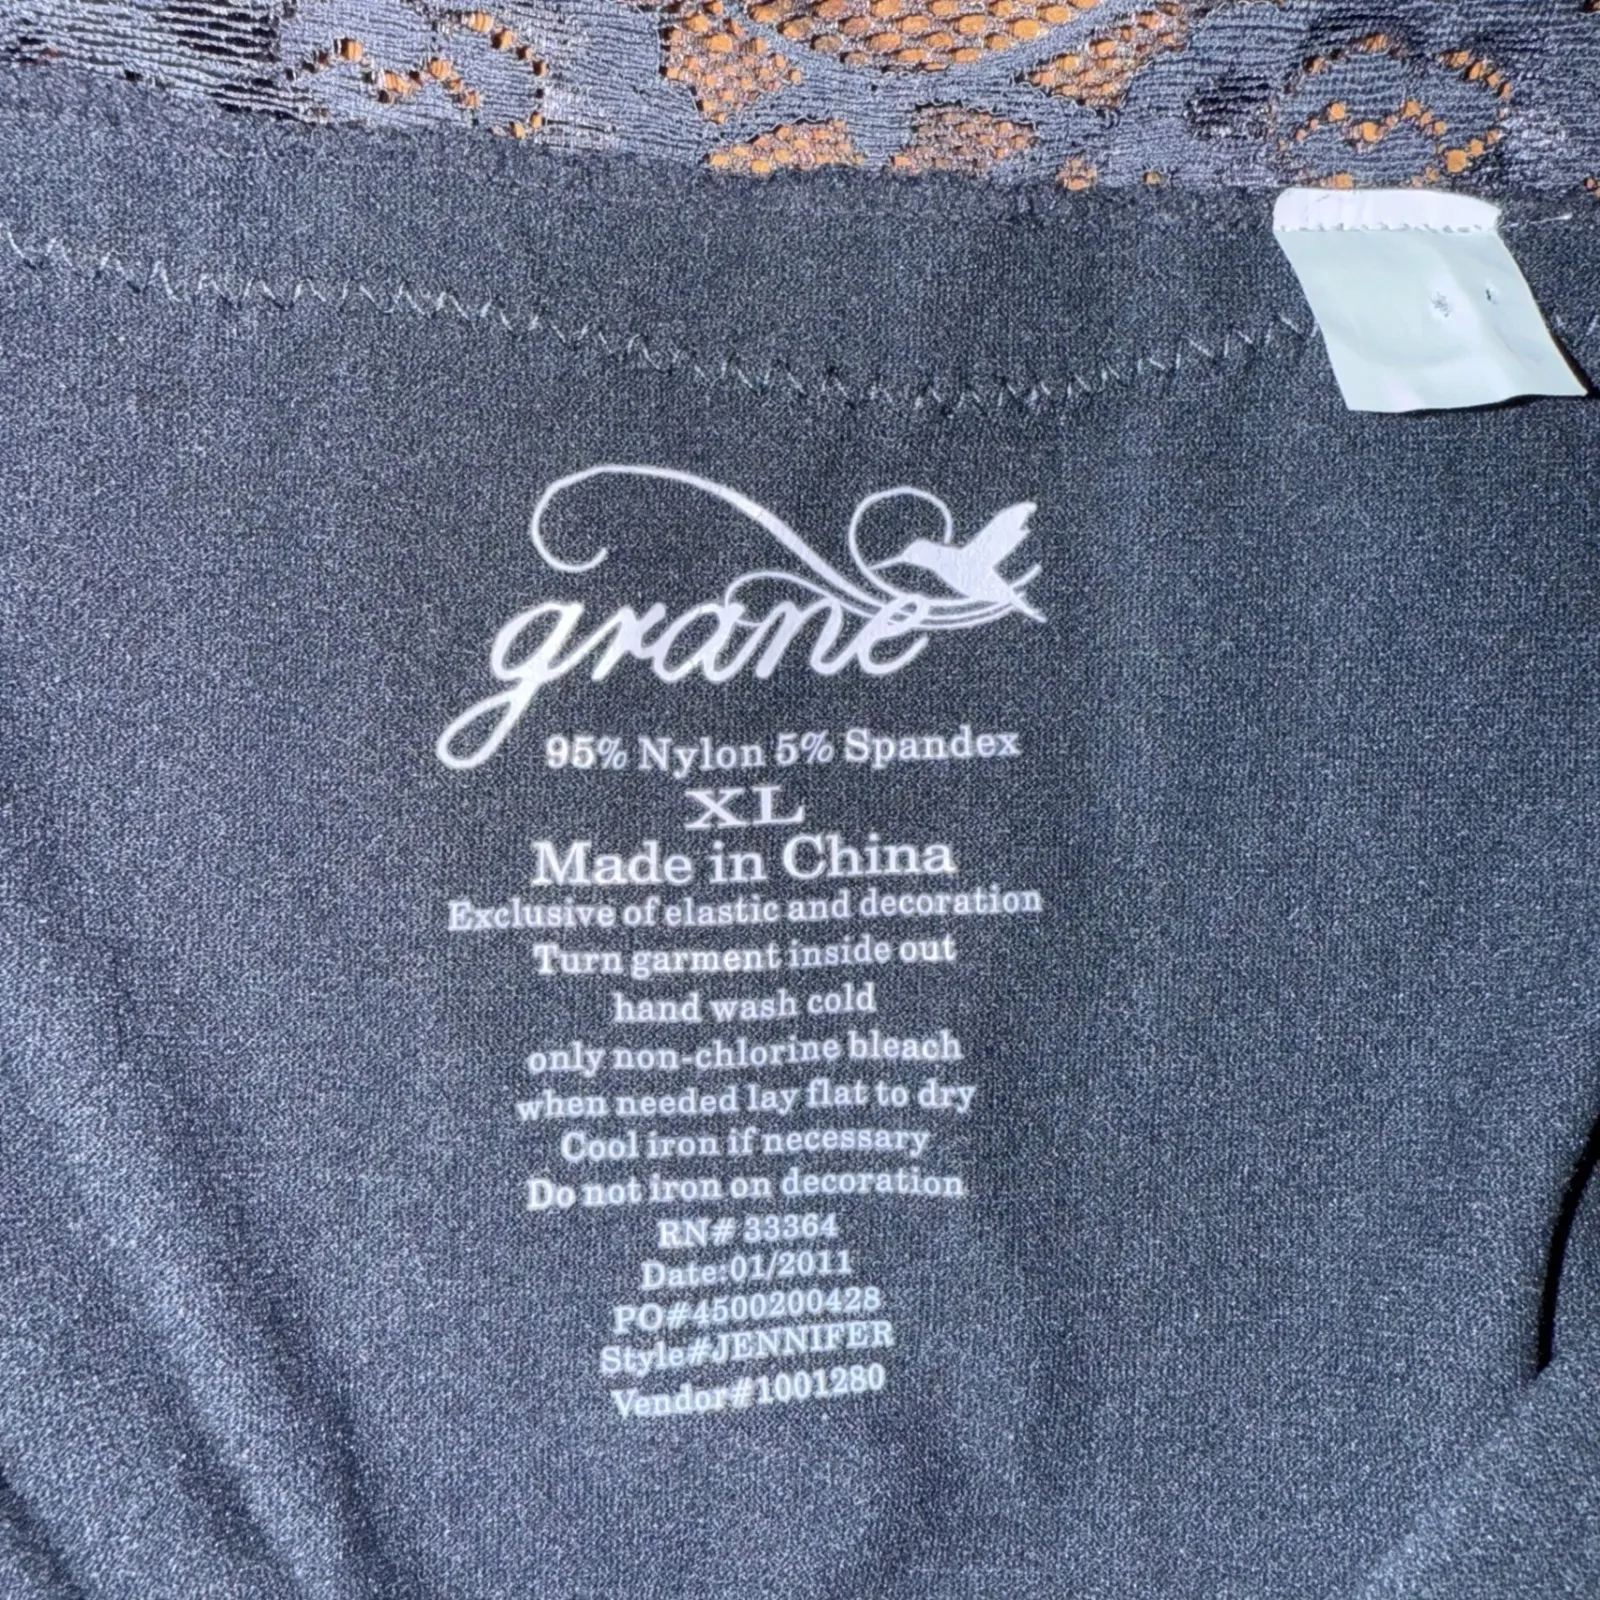 grane
95% Nylon 5% Spandex
XL
Made in China
Exclusive of elastic and decoration
Turn garment inside out
hand wash cold
only non-chlorine bleach
when needed lay flat to dry
Cool iron if necessary
Do not iron on decoration
RN# 33364
Date:01/2011
PO#4500200428
Style#JENNIFER
Vendor#1001280